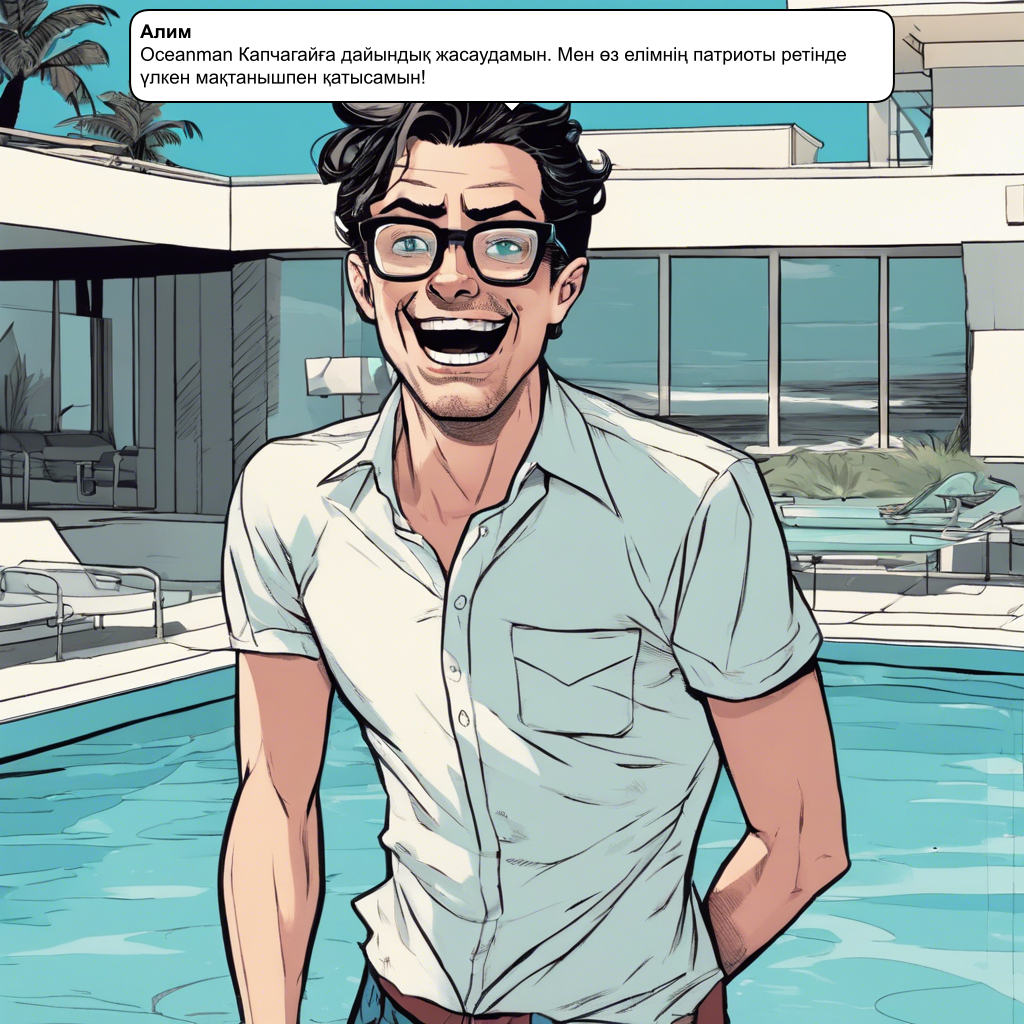 Алим
Oceanman Капчагайға дайындық жасаудамын. Мен өз елімнің патриоты ретінде
үлкен мақтанышпен қатысамын!